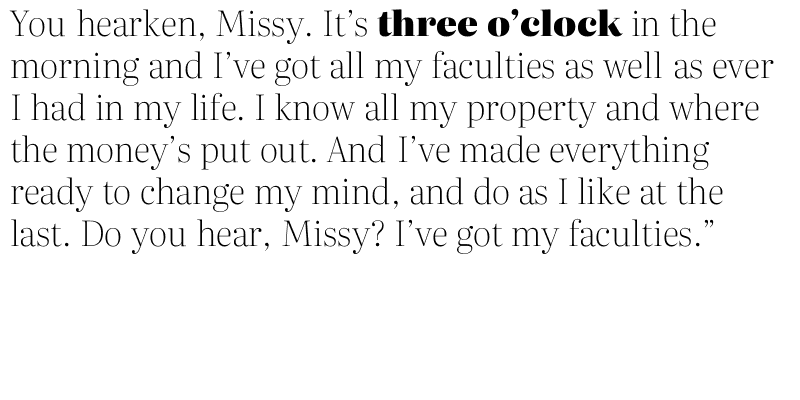 You hearken, Missy. It’s three o’clock in the
morning and I’ve got all my faculties as well as ever
I had in my life. I know all my property and where
the money’s put out. And I’ve made everything
ready to change my mind, and do as I like at the
last. Do you hear, Missy? I’ve got my faculties.”